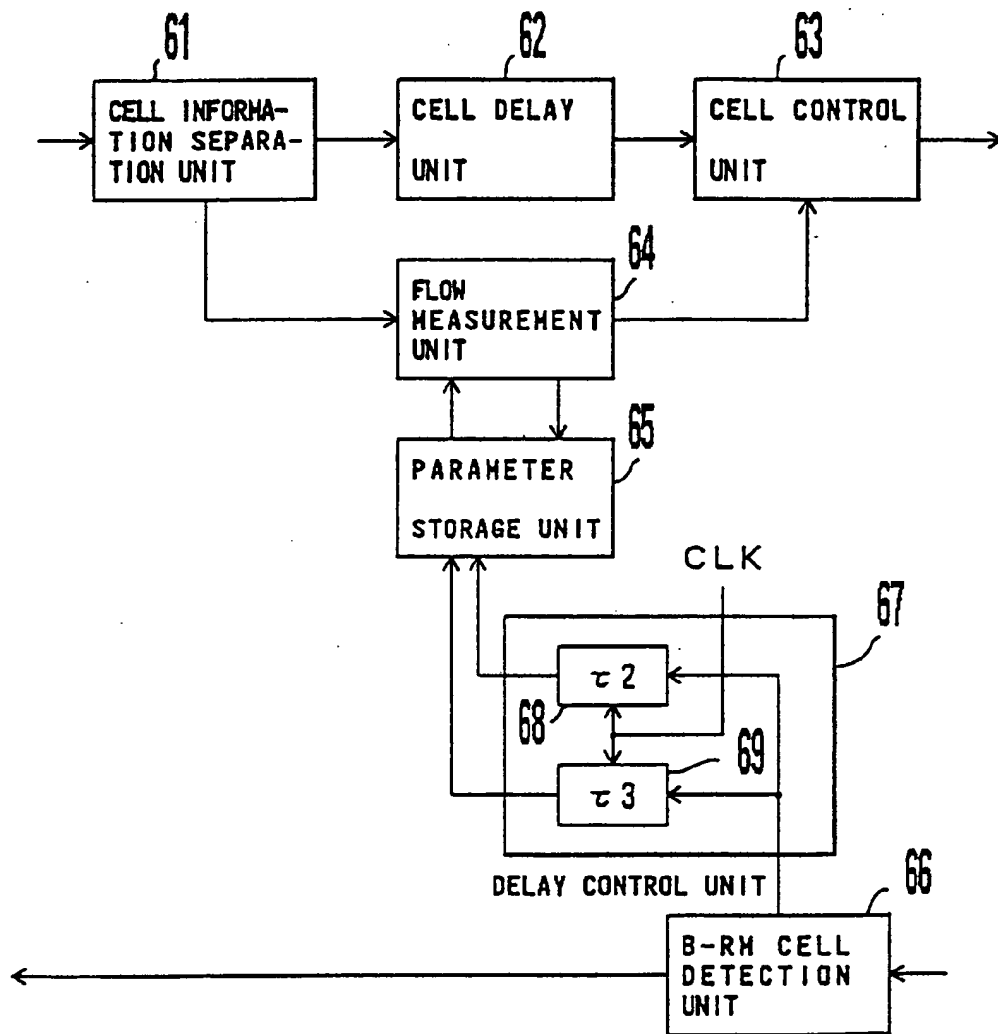 61
62
63
CELL INFORMA-
TION SEPARA-
TION UNIT
CELL DELAY
UNIT
CELL CONTROL
UNIT
64
FLOW
MEASUREMENT
UNIT
65
PARAMETER
STORAGE UNIT
CLK
67
τ2
68
69
τ3
DELAY CONTROL UNIT
66
B-RM CELL
DETECTION
UNIT